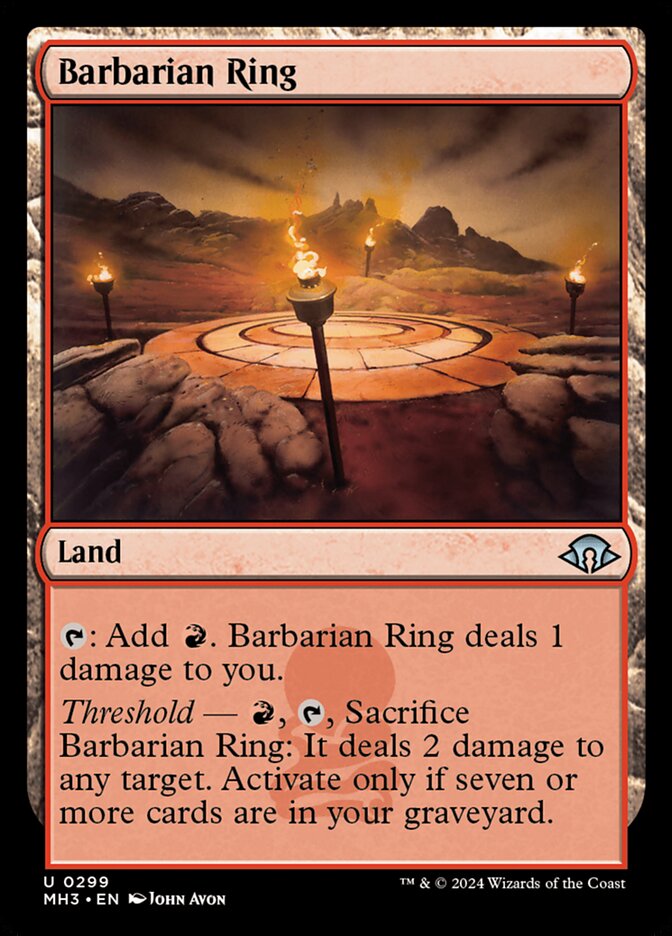 Barbarian Ring
Land
: Add . Barbarian Ring deals 1
damage to you.
Threshold — , , Sacrifice
Barbarian Ring: It deals 2 damage to
any target. Activate only if seven or
more cards are in your graveyard.
U 0299
MH3 • EN John Avon
™ & © 2024 Wizards of the Coast